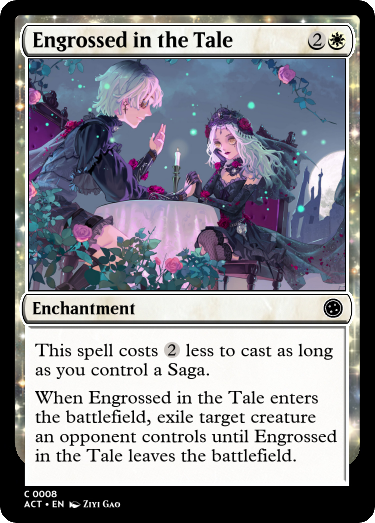 Engrossed in the Tale 2
Enchantment
This spell costs 2 less to cast as long
as you control a Saga.
When Engrossed in the Tale enters
the battlefield, exile target creature
an opponent controls until Engrossed
in the Tale leaves the battlefield.
C 0008
ACT • EN Ziyi Gao